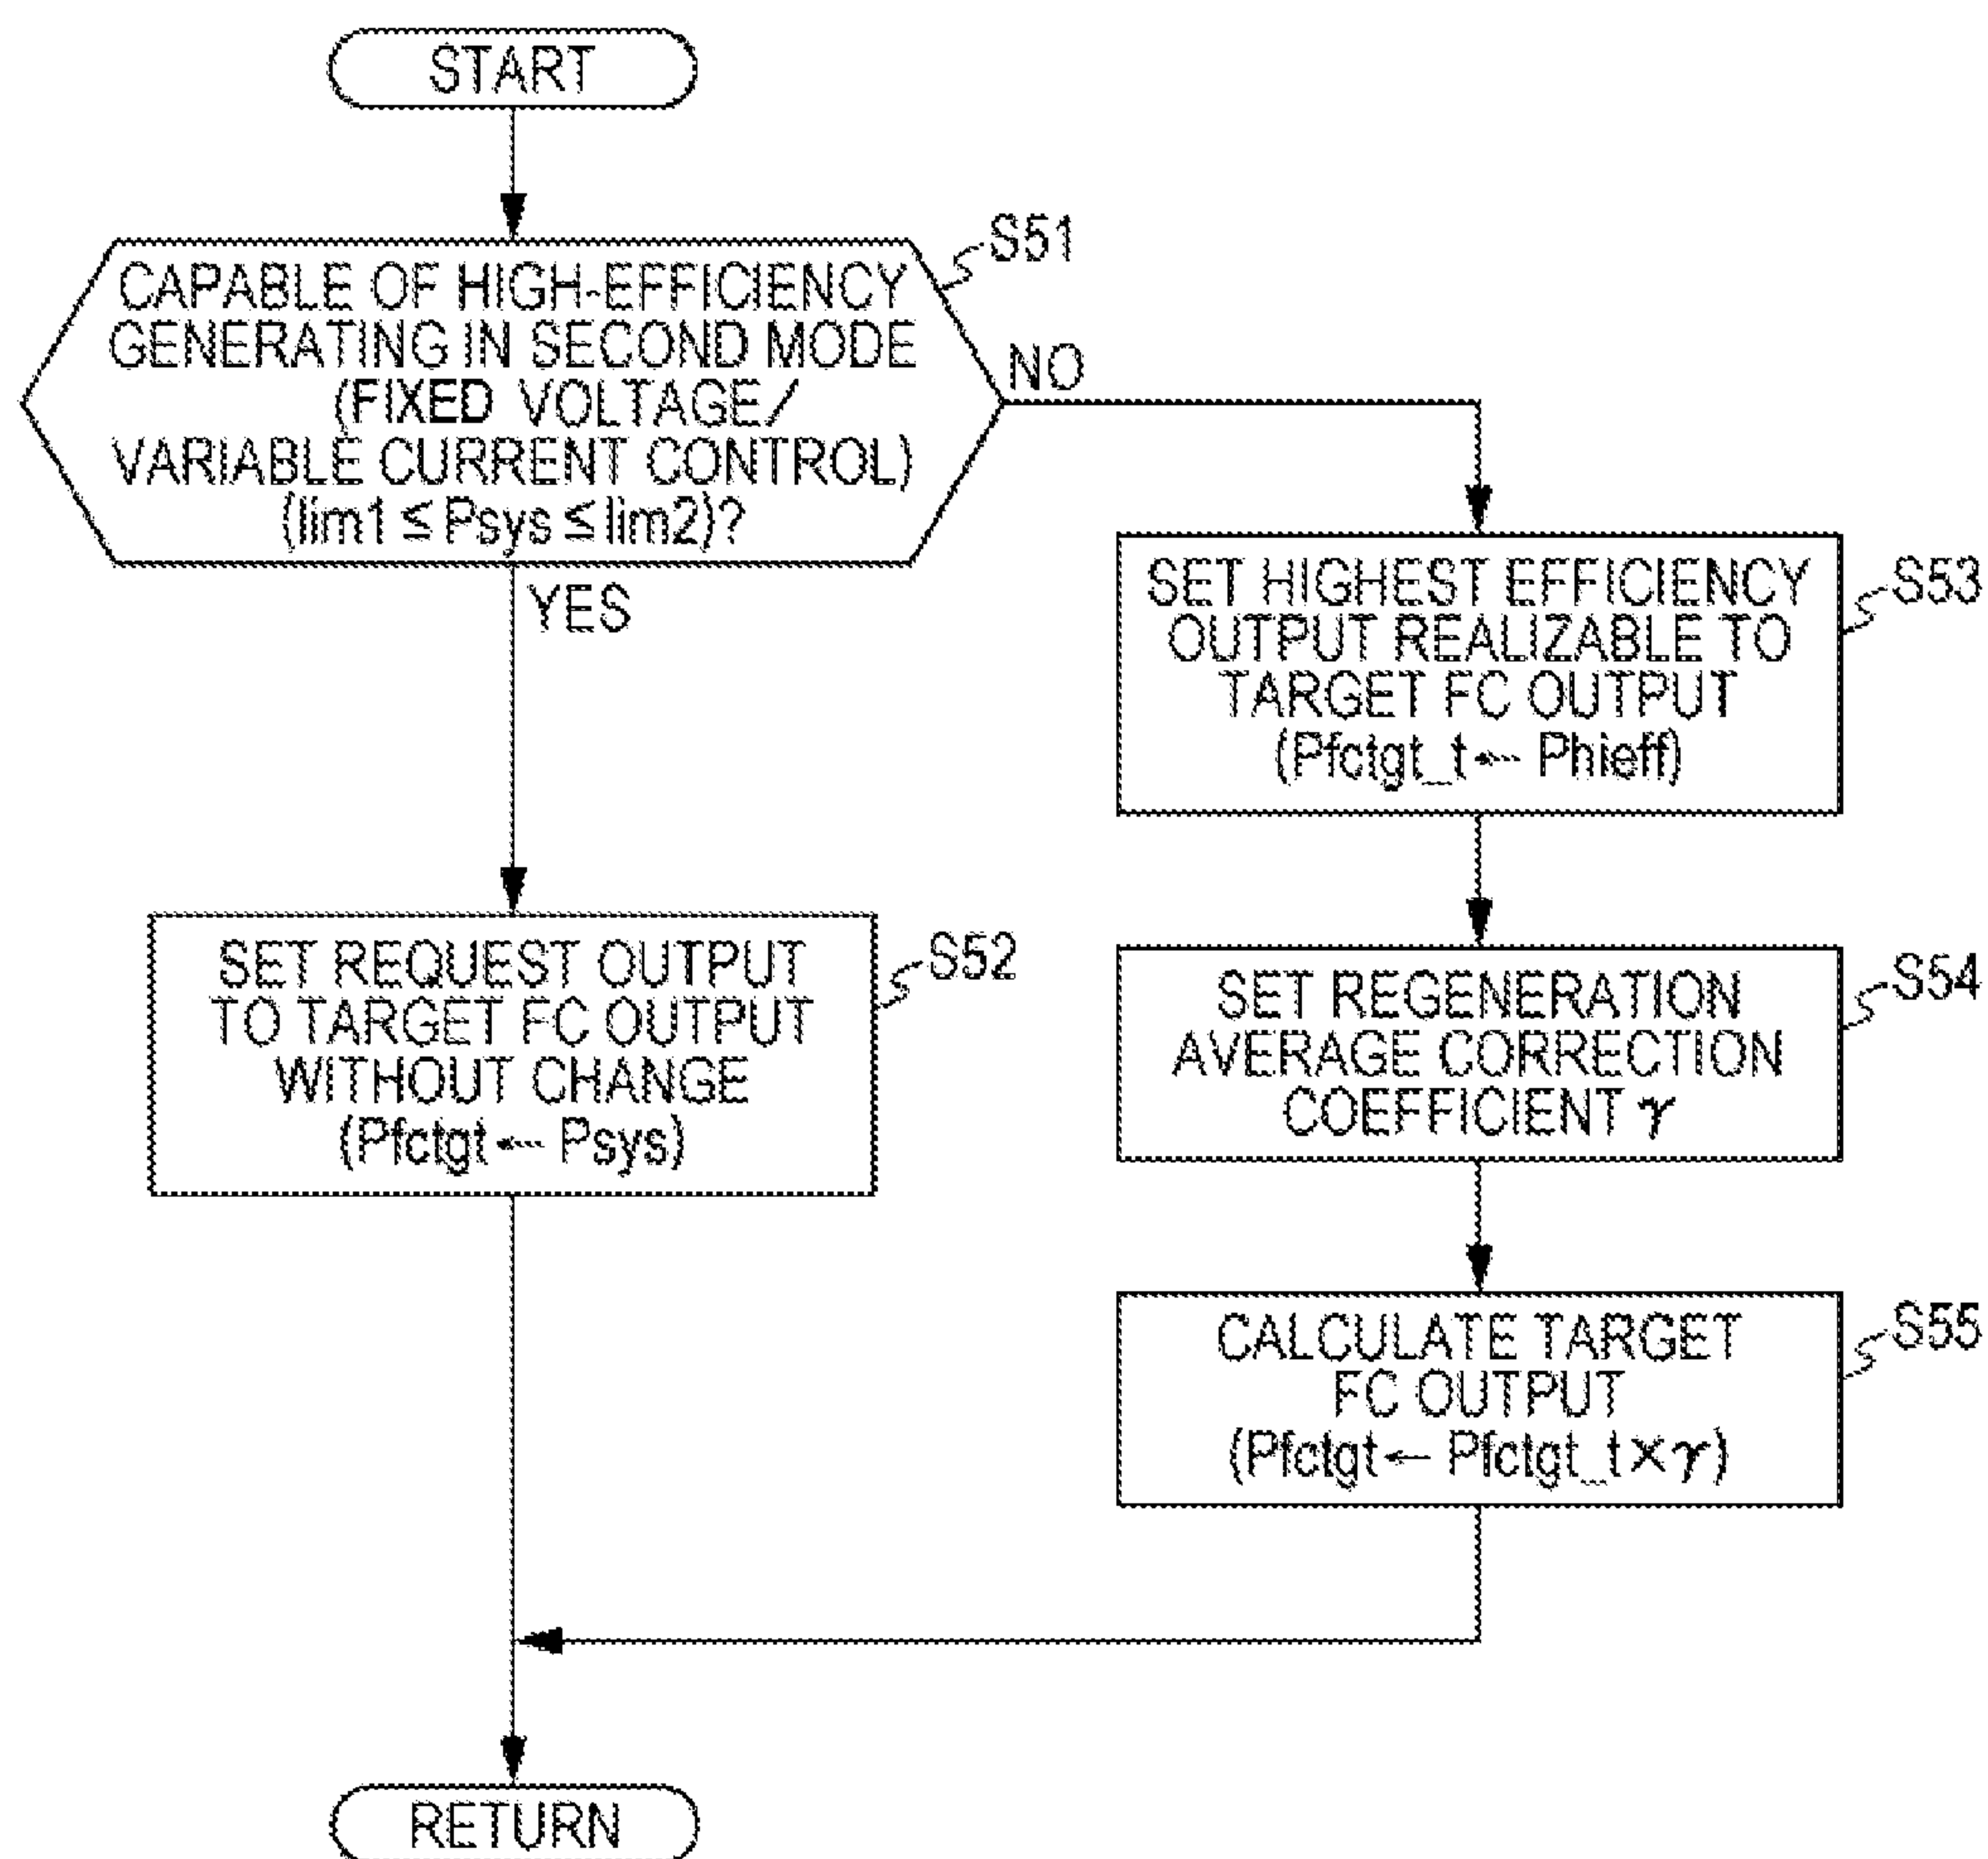 START
CAPABLE OF HIGH-EFFICIENCY
GENERATING IN SECOND MODE
(FIXED VOLTAGE/
VARIABLE CURRENT CONTROL)
(lim1 ≤ Psys ≤ lim2)?
S51
NO
YES
SET HIGHEST EFFICIENCY
OUTPUT REALIZABLE TO
TARGET FC OUTPUT
(Pfctgt_t ← Phieff)
S53
SET REQUEST OUTPUT
TO TARGET FC OUTPUT
WITHOUT CHANGE
(Pfctgt ← Psys)
S52
SET REGENERATION
AVERAGE CORRECTION
COEFFICIENT γ
S54
CALCULATE TARGET
FC OUTPUT
(Pfctgt ← Pfctgt_t × γ)
S55
RETURN